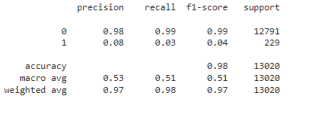 precision recall f1-score support
0 0.98 0.99 0.99 12791
1 0.08 0.03 0.04 229
accuracy 0.98 13020
macro avg 0.53 0.51 0.51 13020
weighted avg 0.97 0.98 0.97 13020